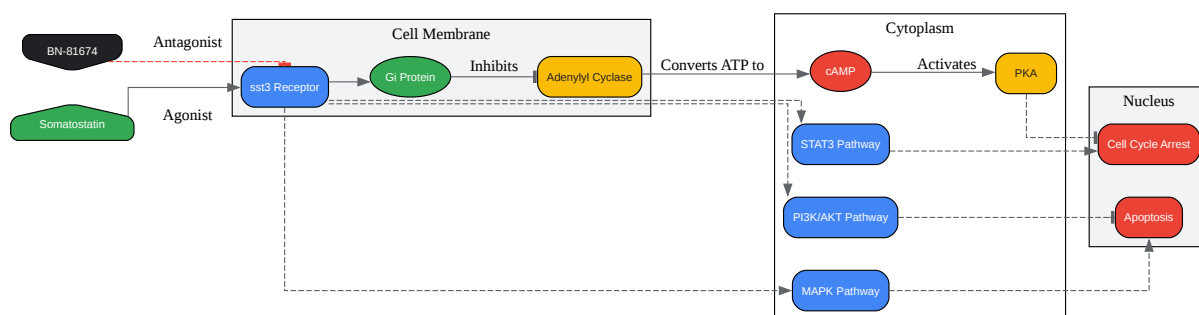 BN-81674
Antagonist
Somatostatin
Agonist
Cell Membrane
sst3 Receptor
Gi Protein
Inhibits
Adenylyl Cyclase
Converts ATP to
Cytoplasm
cAMP
Activates
PKA
STAT3 Pathway
PI3K/AKT Pathway
MAPK Pathway
Nucleus
Cell Cycle Arrest
Apoptosis